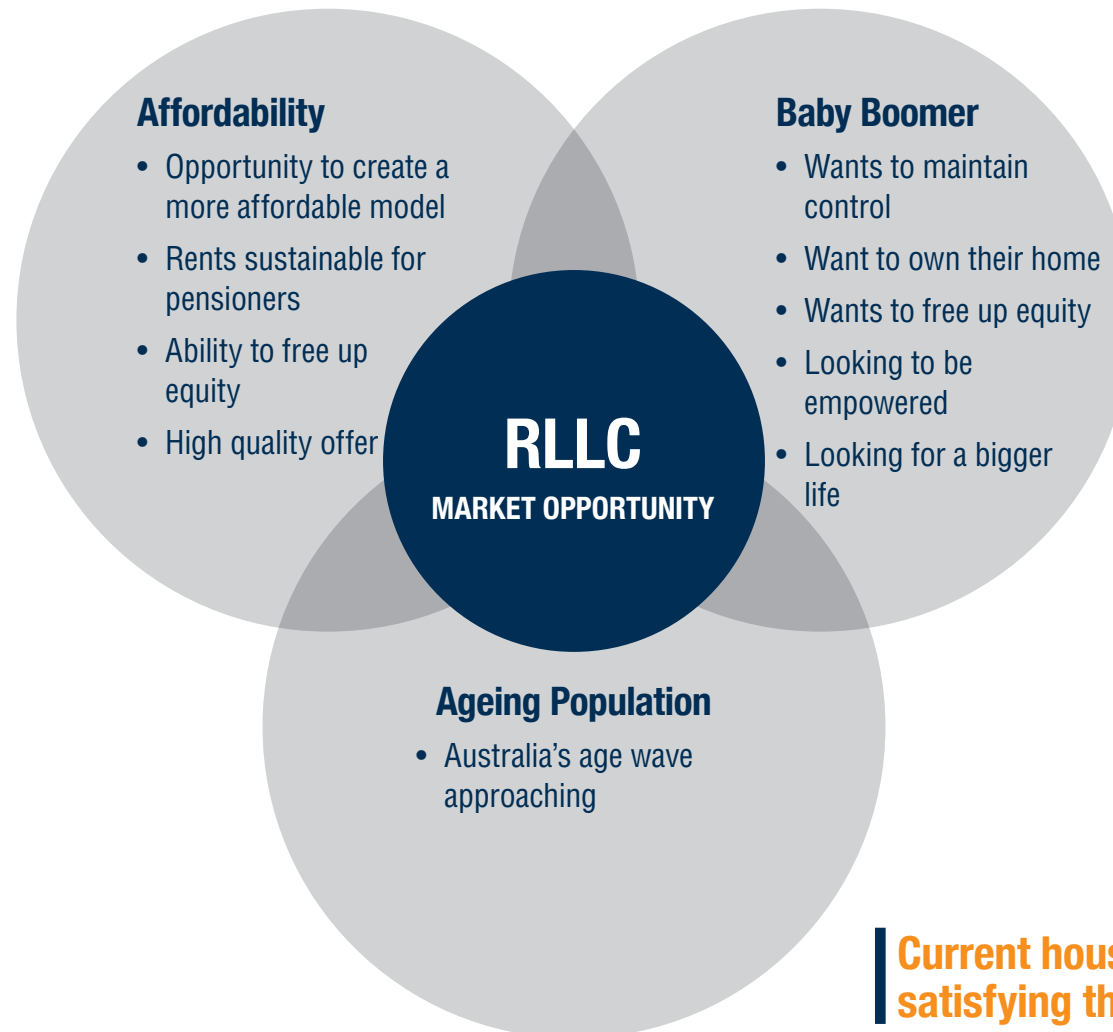 Affordability
• Opportunity to create a
more affordable model
• Rents sustainable for
pensioners
• Ability to free up
equity
• High quality offer
Baby Boomer
• Wants to maintain
control
• Want to own their home
• Wants to free up equity
• Looking to be
empowered
• Looking for a bigger
life
RLLC
MARKET OPPORTUNITY
Ageing Population
• Australia’s age wave
approaching
Current
satisfying